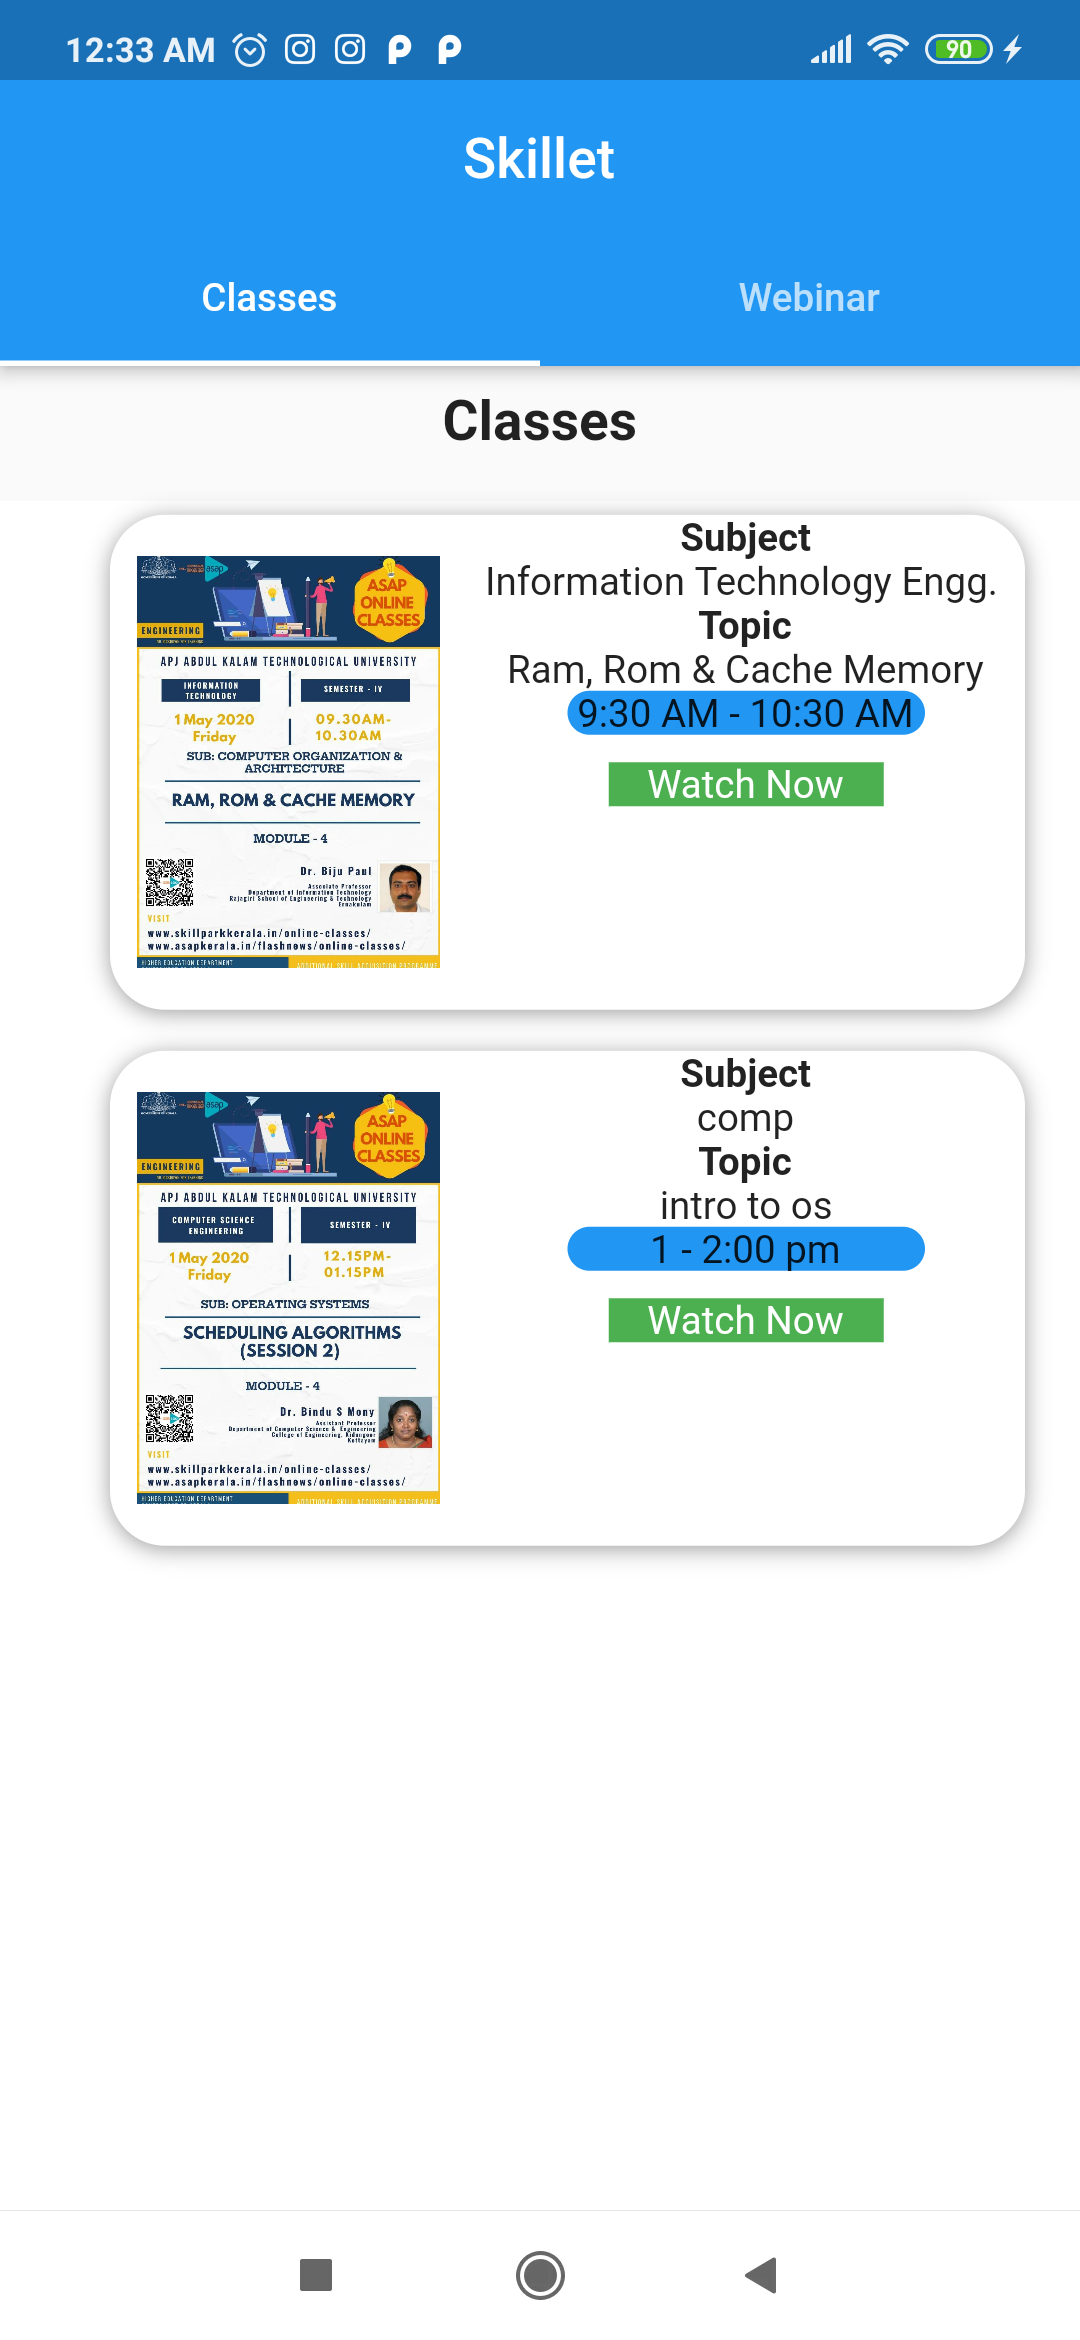 12:33 AM
90
Skillet
Classes
Webinar
Classes
asap
ASAP
ONLINE
CLASSES
ENGINEERING
APJ ABDUL KALAM TECHNOLOGICAL UNIVERSITY
INFORMATION
TECHNOLOGY
SEMESTER - IV
1 May 2020
Friday
09.30AM-
10.30AM
SUB: COMPUTER ORGANIZATION &
ARCHITECTURE
RAM, ROM & CACHE MEMORY
MODULE - 4
Dr. Biju Paul
Associate Professor
Department of Information Technology
Rajagiri School of Engineering & Technology
Ernakulam
VISIT
www.skillparkkerala.in/online-classes/
www.asapkerala.in/flashnews/online-classes/
HIGHER EDUCATION DEPARTMENT
ADDITIONAL SKILL ACQUISITION PROGRAMME
Subject
Information Technology Engg.
Topic
Ram, Rom & Cache Memory
9:30 AM - 10:30 AM
Watch Now
asap
ASAP
ONLINE
CLASSES
ENGINEERING
APJ ABDUL KALAM TECHNOLOGICAL UNIVERSITY
COMPUTER SCIENCE
ENGINEERING
SEMESTER - IV
1 May 2020
Friday
12.15PM-
01.15PM
SUB: OPERATING SYSTEMS
SCHEDULING ALGORITHMS
(SESSION 2)
MODULE - 4
Dr. Bindu S Mony
Assistant Professor
Department of Computer Science & Engineering
College of Engineering, Kidangoor
Kottayam
VISIT
www.skillparkkerala.in/online-classes/
www.asapkerala.in/flashnews/online-classes/
HIGHER EDUCATION DEPARTMENT
ADDITIONAL SKILL ACQUISITION PROGRAMME
Subject
comp
Topic
intro to os
1 - 2:00 pm
Watch Now